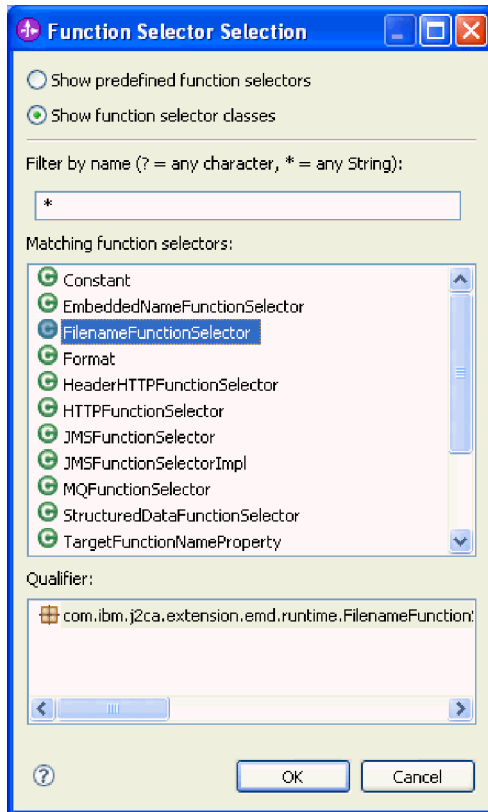 Function Selector Selection
Show predefined function selectors
Show function selector classes
Filter by name (? = any character, * = any String):
*
Matching function selectors:
Constant
EmbeddedNameFunctionSelector
FilenameFunctionSelector
Format
HeaderHTTPFunctionSelector
HTTPFunctionSelector
JMSFunctionSelector
JMSFunctionSelectorImpl
MQFunctionSelector
StructuredDataFunctionSelector
TargetFunctionNameProperty
Qualifier:
com.ibm.j2ca.extension.emd.runtime.FilenameFunction
OK Cancel